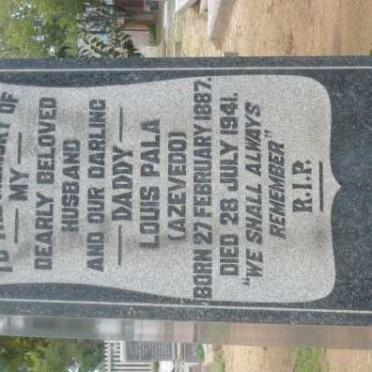 MEMORY OF
MY
DEARLY BELOVED
HUSBAND
AND OUR DARLING
DADDY
LOUIS PALA
(AZEVEDO)
BORN 27 FEBRUARY 1887.
DIED 28 JULY 1941.
"WE SHALL ALWAYS
REMEMBER"
R.I.P.